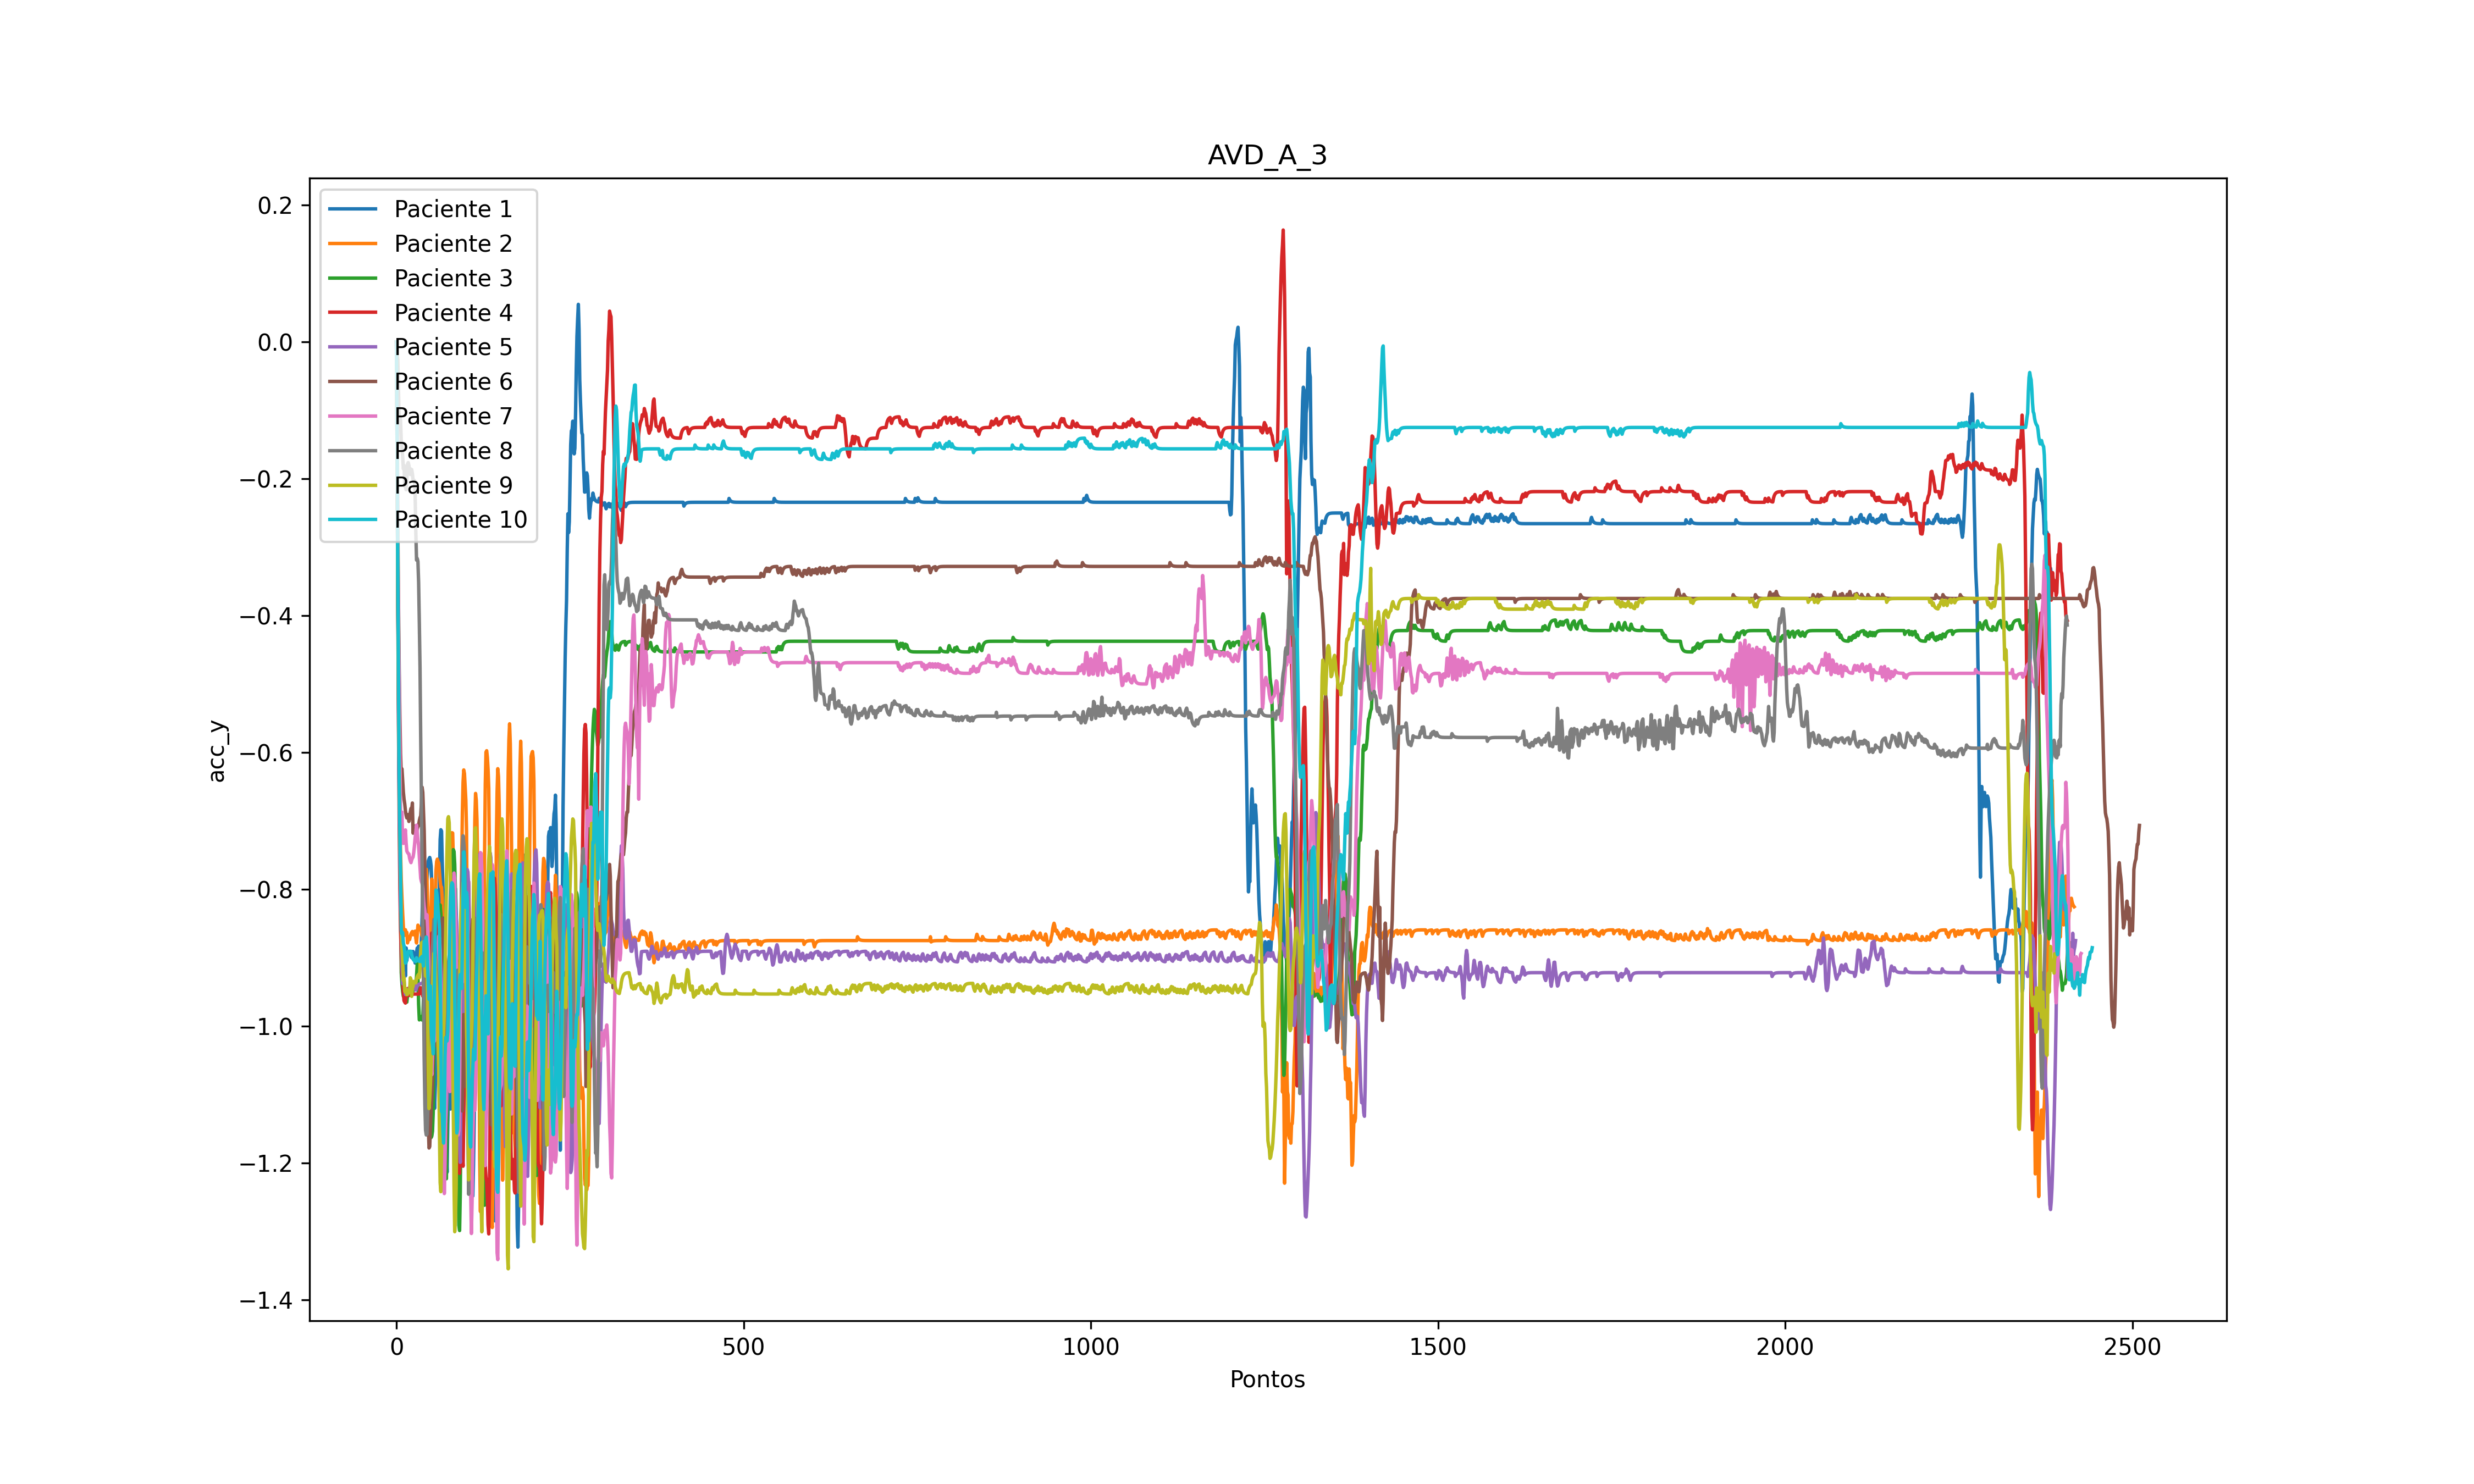 AVD_A_3
0.2
0.0
−0.2
−0.4
−0.6
−0.8
−1.0
−1.2
−1.4
acc_y
Paciente 1
Paciente 2
Paciente 3
Paciente 4
Paciente 5
Paciente 6
Paciente 7
Paciente 8
Paciente 9
Paciente 10
0 500 1000 1500 2000 2500
Pontos